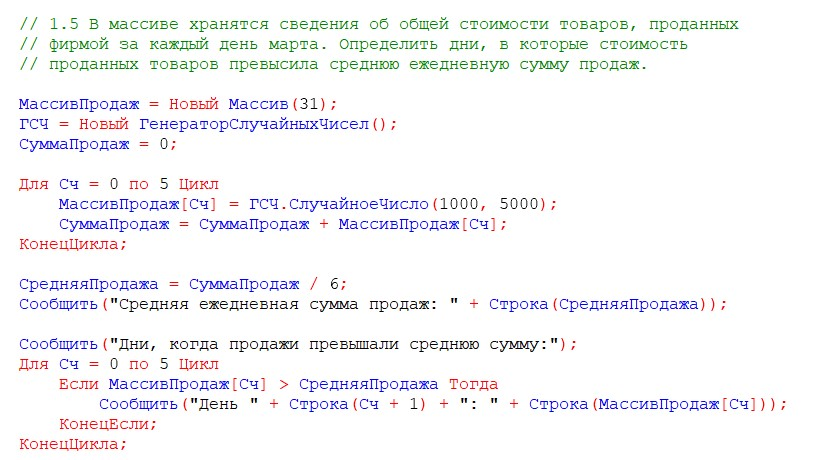 // 1.5 В массиве хранятся сведения об общей стоимости товаров, проданных
// фирмой за каждый день марта. Определить дни, в которые стоимость
// проданных товаров превысила среднюю ежедневную сумму продаж.

МассивПродаж = Новый Массив(31);
ГСЧ = Новый ГенераторСлучайныхЧисел();
СуммаПродаж = 0;

Для Сч = 0 по 5 Цикл
    МассивПродаж[Сч] = ГСЧ.СлучайноеЧисло(1000, 5000);
    СуммаПродаж = СуммаПродаж + МассивПродаж[Сч];
КонецЦикла;

СредняяПродажа = СуммаПродаж / 6;
Сообщить("Средняя ежедневная сумма продаж: " + Строка(СредняяПродажа));

Сообщить("Дни, когда продажи превышали среднюю сумму:");
Для Сч = 0 по 5 Цикл
    Если МассивПродаж[Сч] > СредняяПродажа Тогда
        Сообщить("День " + Строка(Сч + 1) + ": " + Строка(МассивПродаж[Сч]));
    КонецЕсли;
КонецЦикла;